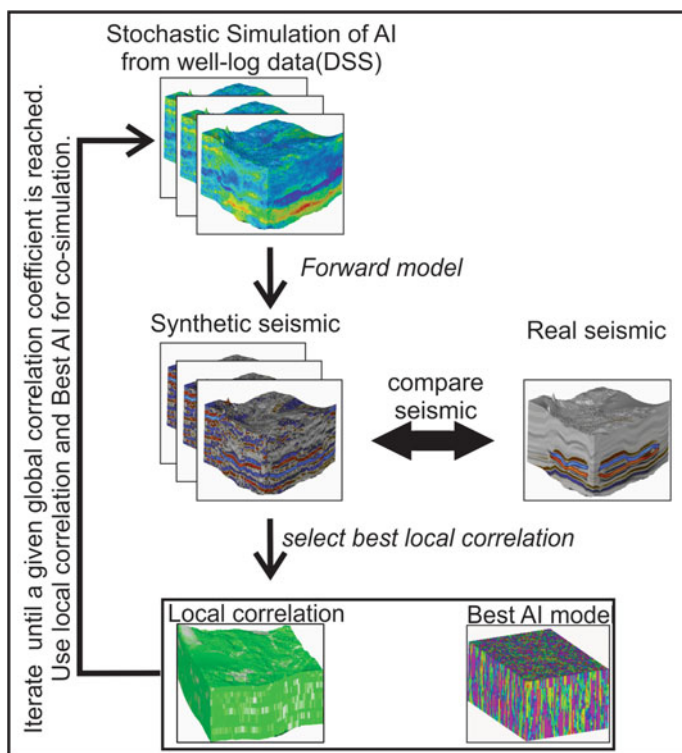 Stochastic Simulation of AI
from well-log data(DSS)
Forward model
Synthetic seismic
Real seismic
compare
seismic
select best local correlation
Local correlation
Best AI model
Iterate until a given global correlation coefficient is reached.
Use local correlation and Best AI for co-simulation.